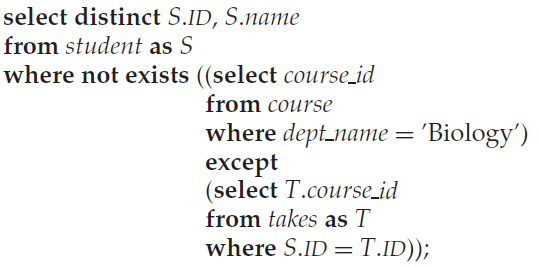 select distinct S.ID, S.name
from student as S
where not exists ((select course_id
from course
where dept_name = ’Biology’)
except
(select T.course_id
from takes as T
where S.ID = T.ID));